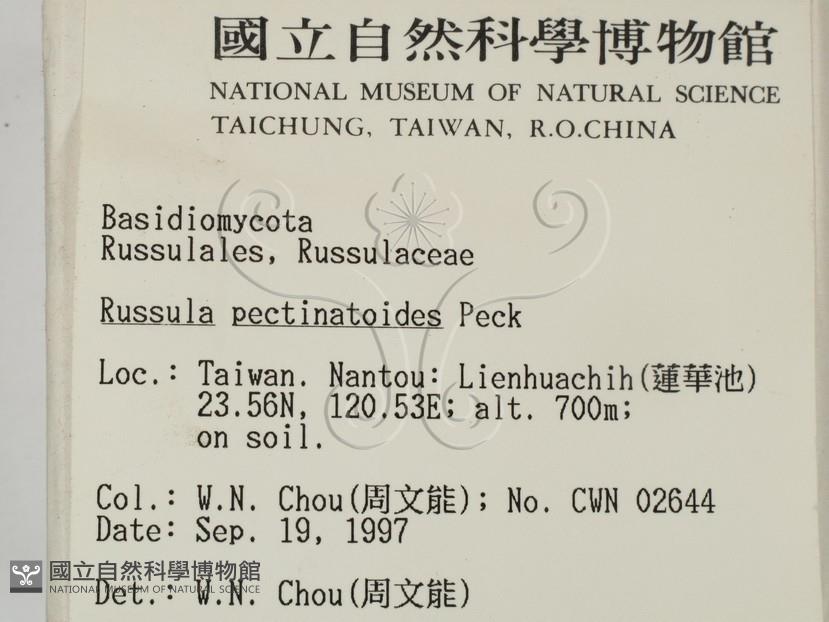 國立自然科學博物館
NATIONAL MUSEUM OF NATURAL SCIENCE
TAICHUNG, TAIWAN, R.O.CHINA
Basidiomycota
Russulales, Russulaceae
Russula pectinatoides Peck
Loc.: Taiwan. Nantou: Lienhuachih(蓮華池)
23.56N, 120.53E; alt. 700m;
on soil.
Col.: W.N. Chou(周文能); No. CWN 02644
Date: Sep. 19, 1997
Det.: W.N. Chou(周文能)
國立自然科學博物館
NATIONAL MUSEUM OF NATURAL SCIENCE